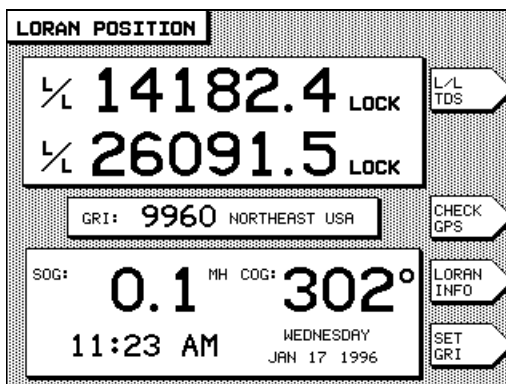 LORAN POSITION
L/L 14182.4 LOCK
L/L 26091.5 LOCK
L/L
TDS
GRI: 9960 NORTHEAST USA
CHECK
GPS
SOG: 0.1 MH COG: 302°
LORAN
INFO
11:23 AM
WEDNESDAY
JAN 17 1996
SET
GRI